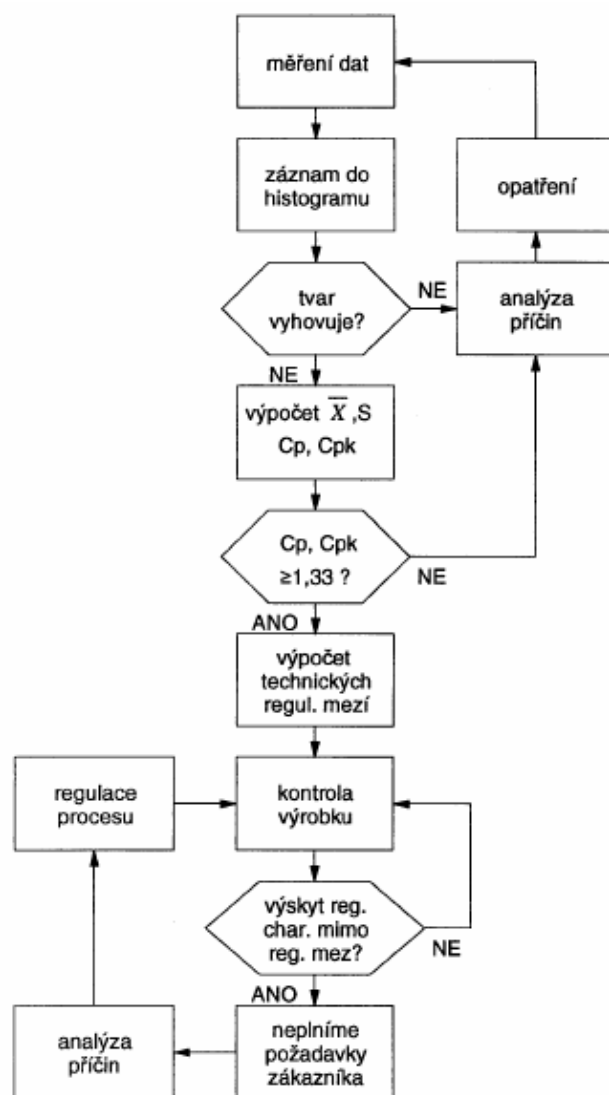 měření dat
záznam do
histogramu
opatření
tvar
vyhovuje?
NE
analýza
příčin
NE
výpočet X̅ ,S
Cp, Cpk
Cp, Cpk
≥1,33 ?
NE
ANO
výpočet
technických
regul. mezí
regulace
procesu
kontrola
výrobku
výskyt reg.
char. mimo
reg. mez?
NE
ANO
analýza
příčin
neplníme
požadavky
zákazníka